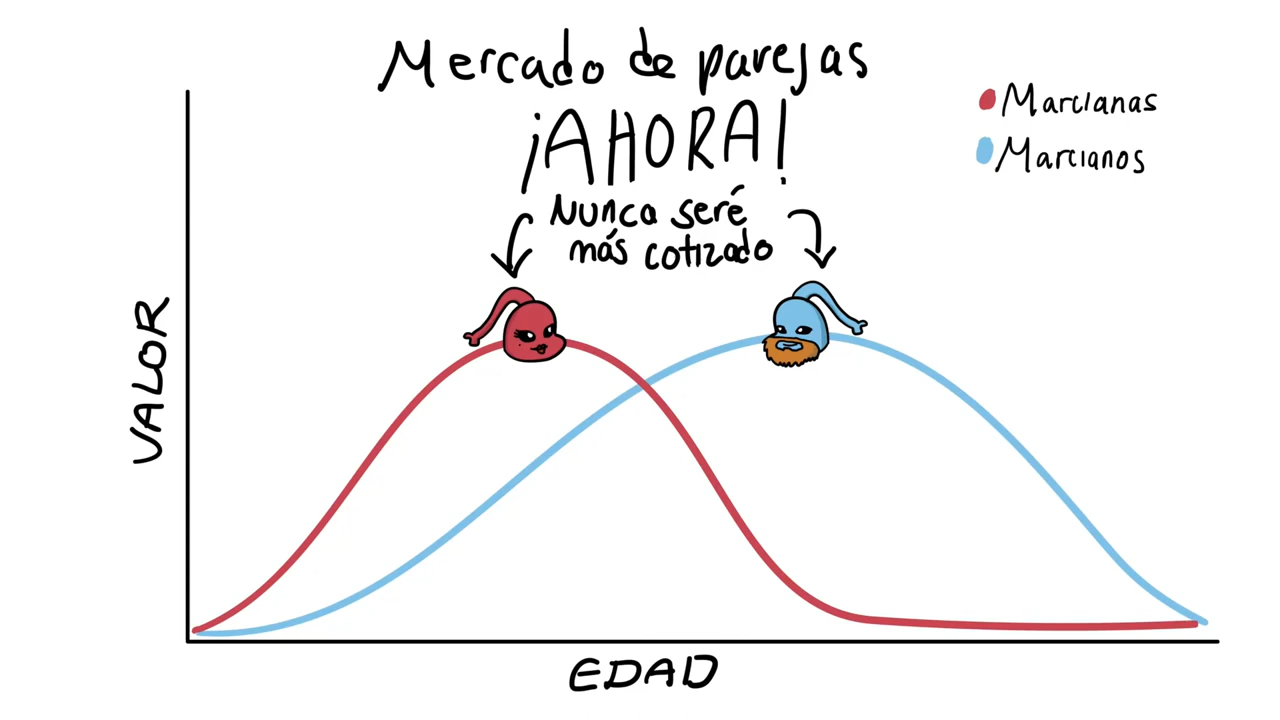 Mercado de parejas
¡AHORA!
Nunca seré
más cotizado
Marcianas
Marcianos
VALOR
EDAD